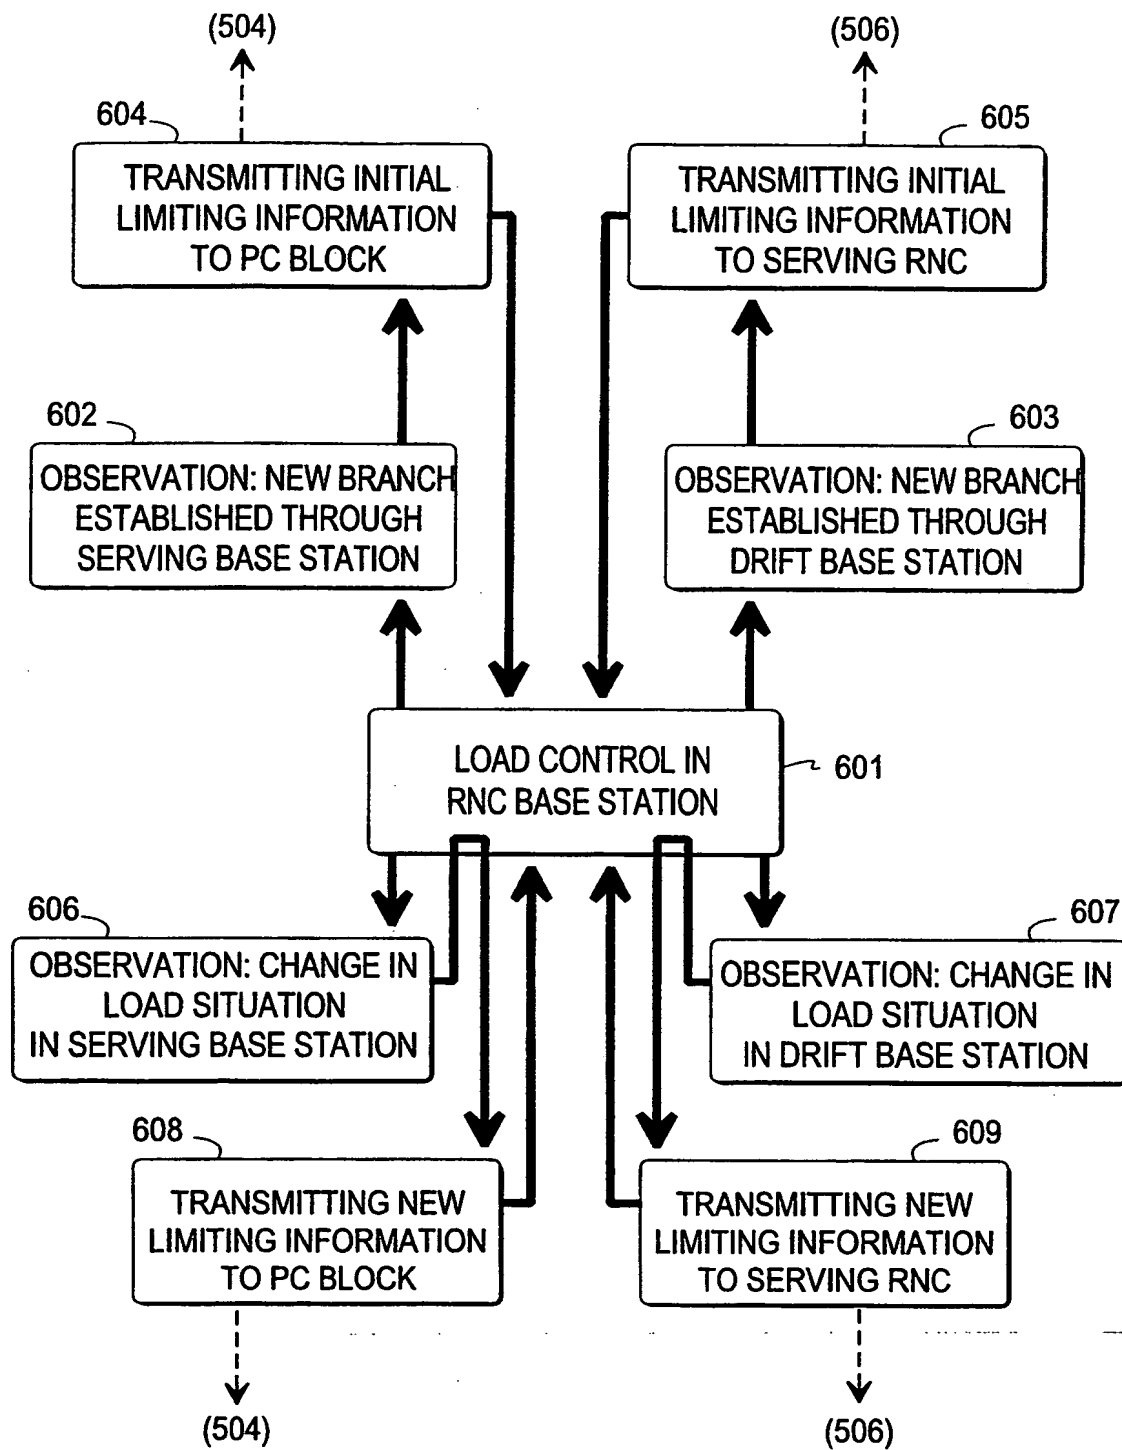 (504)
(506)
604
605
TRANSMITTING INITIAL
LIMITING INFORMATION
TO PC BLOCK
TRANSMITTING INITIAL
LIMITING INFORMATION
TO SERVING RNC
602
603
OBSERVATION: NEW BRANCH
ESTABLISHED THROUGH
SERVING BASE STATION
OBSERVATION: NEW BRANCH
ESTABLISHED THROUGH
DRIFT BASE STATION
LOAD CONTROL IN
RNC BASE STATION
601
606
607
OBSERVATION: CHANGE IN
LOAD SITUATION
IN SERVING BASE STATION
OBSERVATION: CHANGE IN
LOAD SITUATION
IN DRIFT BASE STATION
608
609
TRANSMITTING NEW
LIMITING INFORMATION
TO PC BLOCK
TRANSMITTING NEW
LIMITING INFORMATION
TO SERVING RNC
(504)
(506)